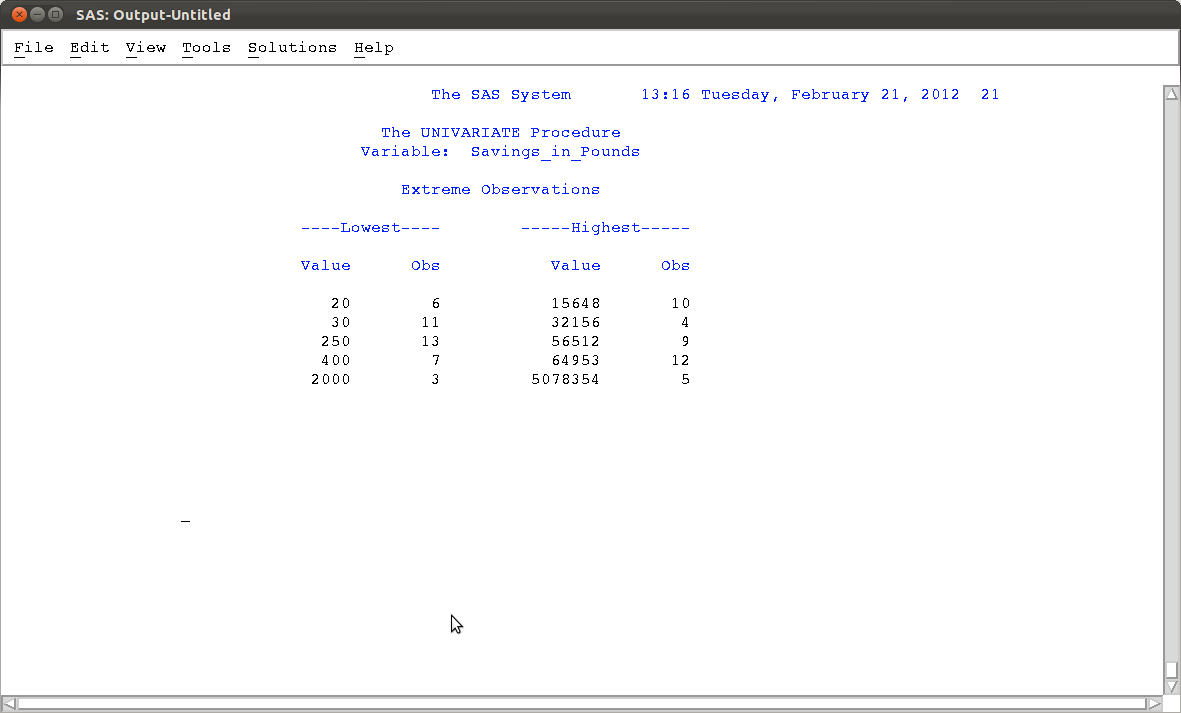 SAS: Output-Untitled
File Edit View Tools Solutions Help
The SAS System 13:16 Tuesday, February 21, 2012 21
The UNIVARIATE Procedure
Variable: Savings_in_Pounds
Extreme Observations
----Lowest---- -----Highest-----
Value Obs Value Obs
20 6 15648 10
30 11 32156 4
250 13 56512 9
400 7 64953 12
2000 3 5078354 5